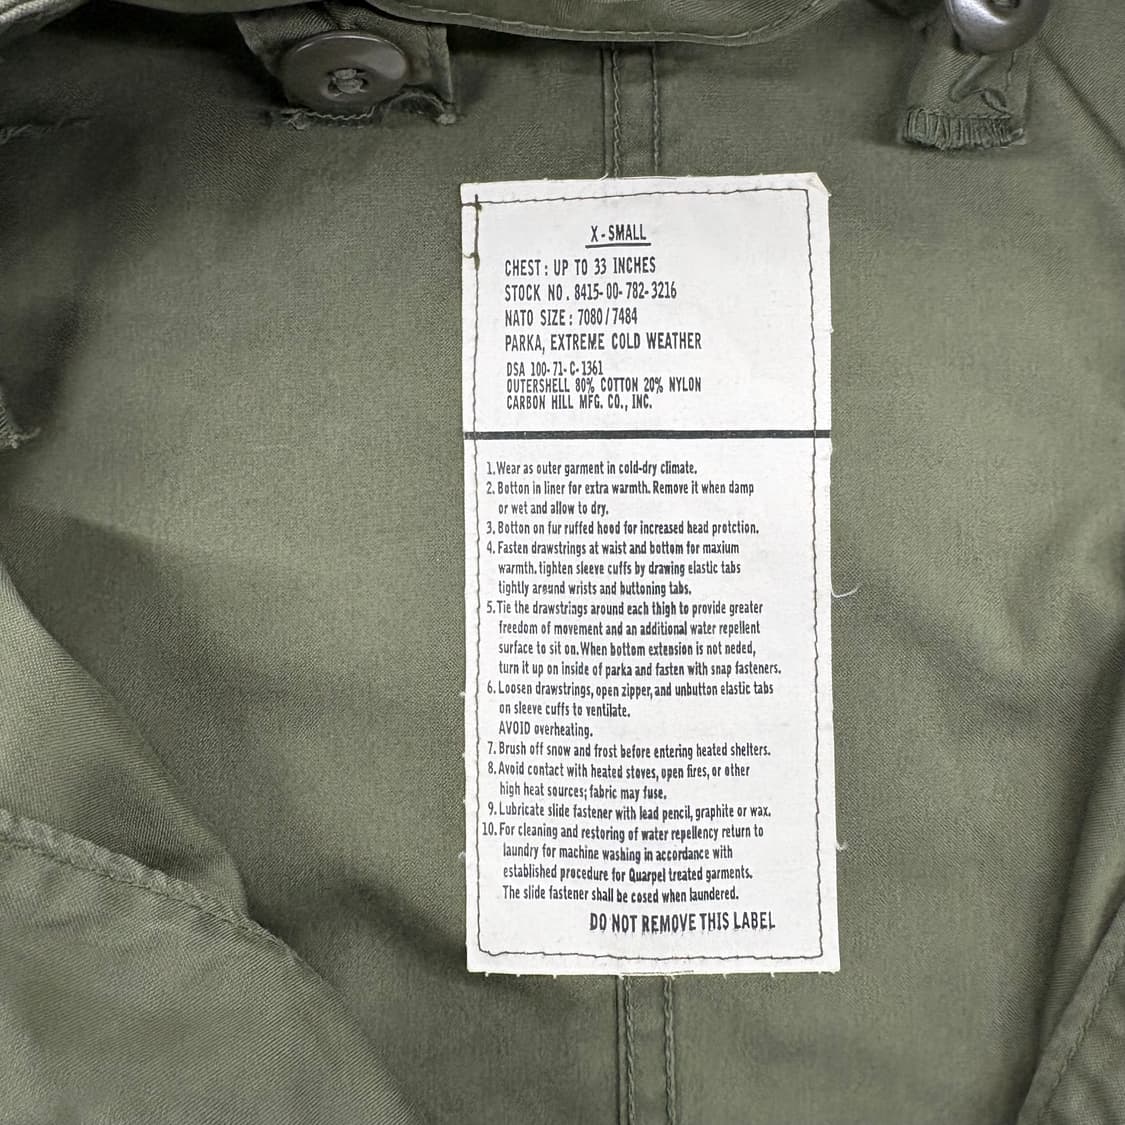 X-SMALL
CHEST: UP TO 33 INCHES
STOCK NO. 8415-00-782-3216
NATO SIZE: 7080/7484
PARKA, EXTREME COLD WEATHER
DSA 100-71-C-1361
OUTERSHELL 80% COTTON 20% NYLON
CARBON HILL MFG. CO., INC.
1. Wear as outer garment in cold-dry climate.
2. Botton in liner for extra warmth. Remove it when damp
or wet and allow to dry.
3. Botton on fur ruffed hood for increased head protction.
4. Fasten drawstrings at waist and bottom for maxium
warmth. tighten sleeve cuffs by drawing elastic tabs
tightly around wrists and buttoning tabs.
5. Tie the drawstrings around each thigh to provide greater
freedom of movement and an additional water repellent
surface to sit on. When bottom extension is not neded,
turn it up on inside of parka and fasten with snap fasteners.
6. Loosen drawstrings, open zipper, and unbutton elastic tabs
on sleeve cuffs to ventilate.
AVOID overheating.
7. Brush off snow and frost before entering heated shelters.
8. Avoid contact with heated stoves, open fires, or other
high heat sources; fabric may fuse.
9. Lubricate slide fastener with lead pencil, graphite or wax.
10. For cleaning and restoring of water repellency return to
laundry for machine washing in accordance with
established procedure for Quarpel treated garments.
The slide fastener shall be cosed when laundered.
DO NOT REMOVE THIS LABEL